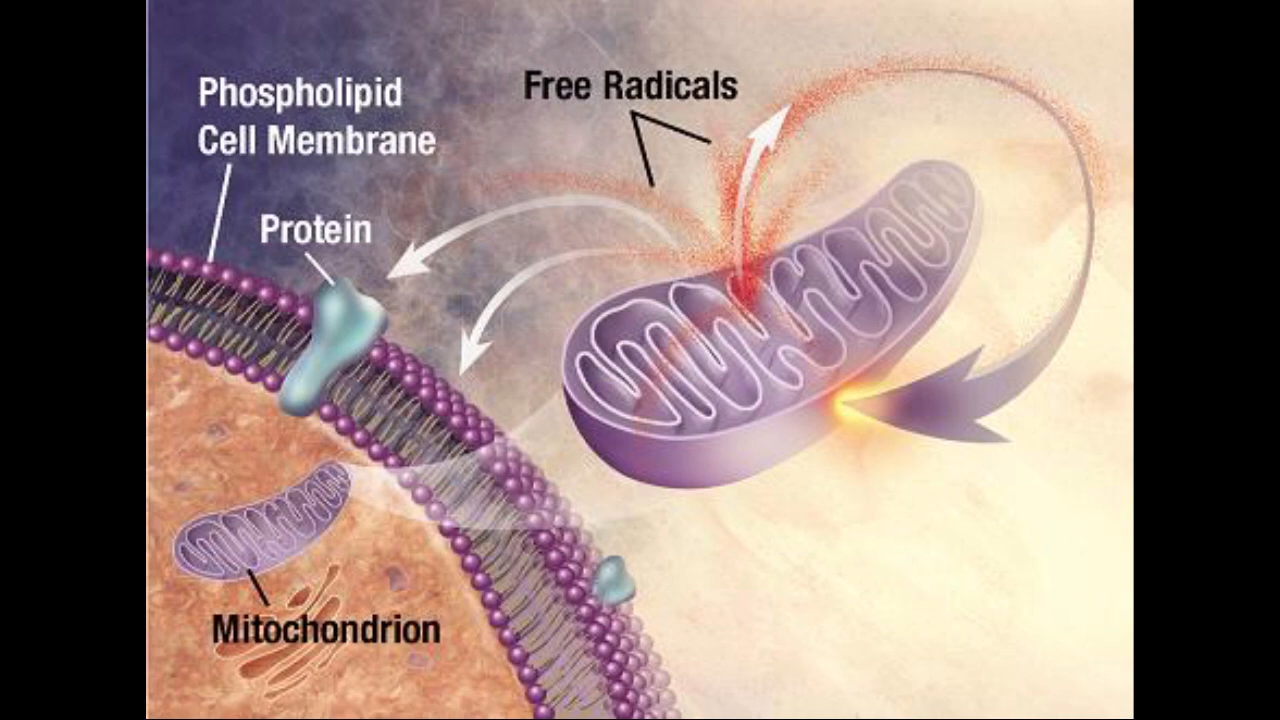 Phospholipid
Cell Membrane
Free Radicals
Protein
Mitochondrion